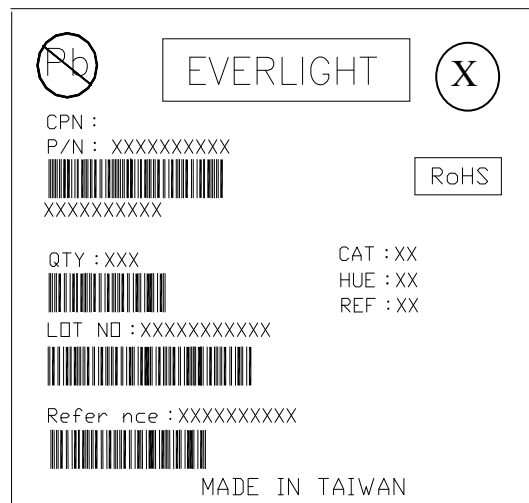 Pb
EVERLIGHT
X
CPN :
P/N : XXXXXXXXXX
RoHS
XXXXXXXXXX
QTY : XXX
CAT : XX
HUE : XX
REF : XX
LOT NO : XXXXXXXXXXX
Refer nce : XXXXXXXXXX
MADE IN TAIWAN